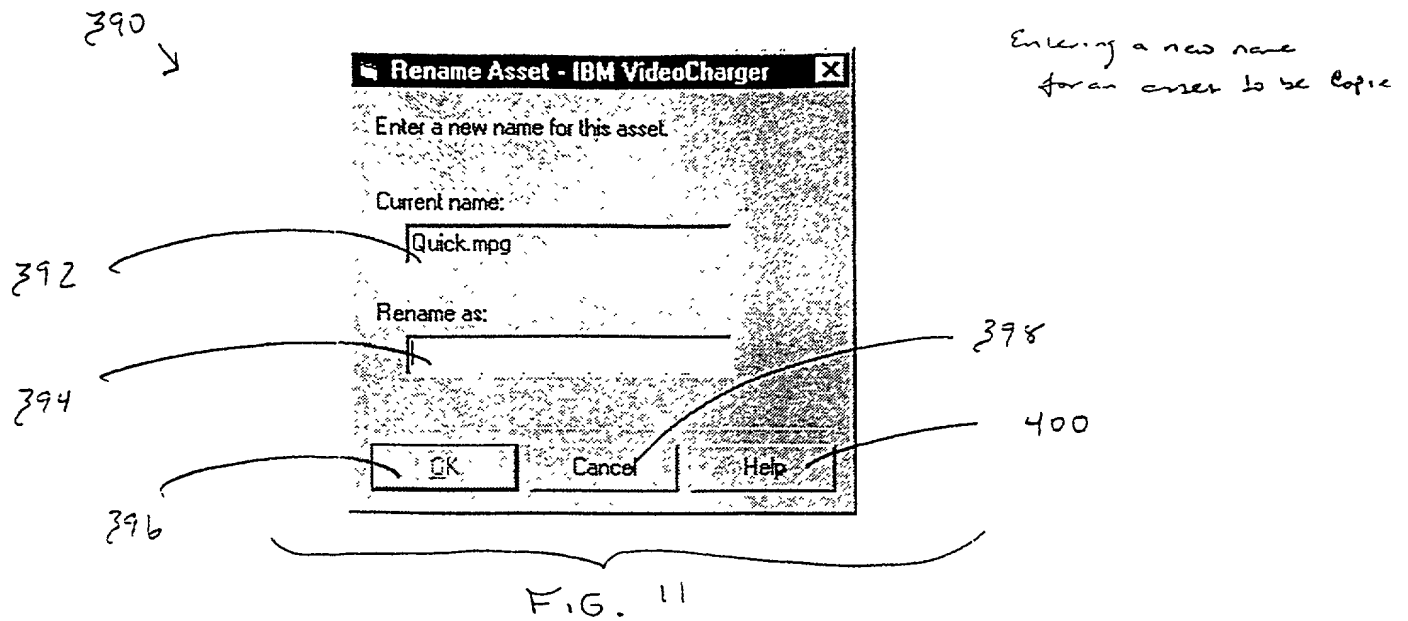 390
Entering a new name
for an asset to be Copie
Rename Asset - IBM VideoCharger
Enter a new name for this asset.
Current name:
Quick.mpg
392
Rename as:
398
394
400
OK Cancel Help
396
FIG. 11